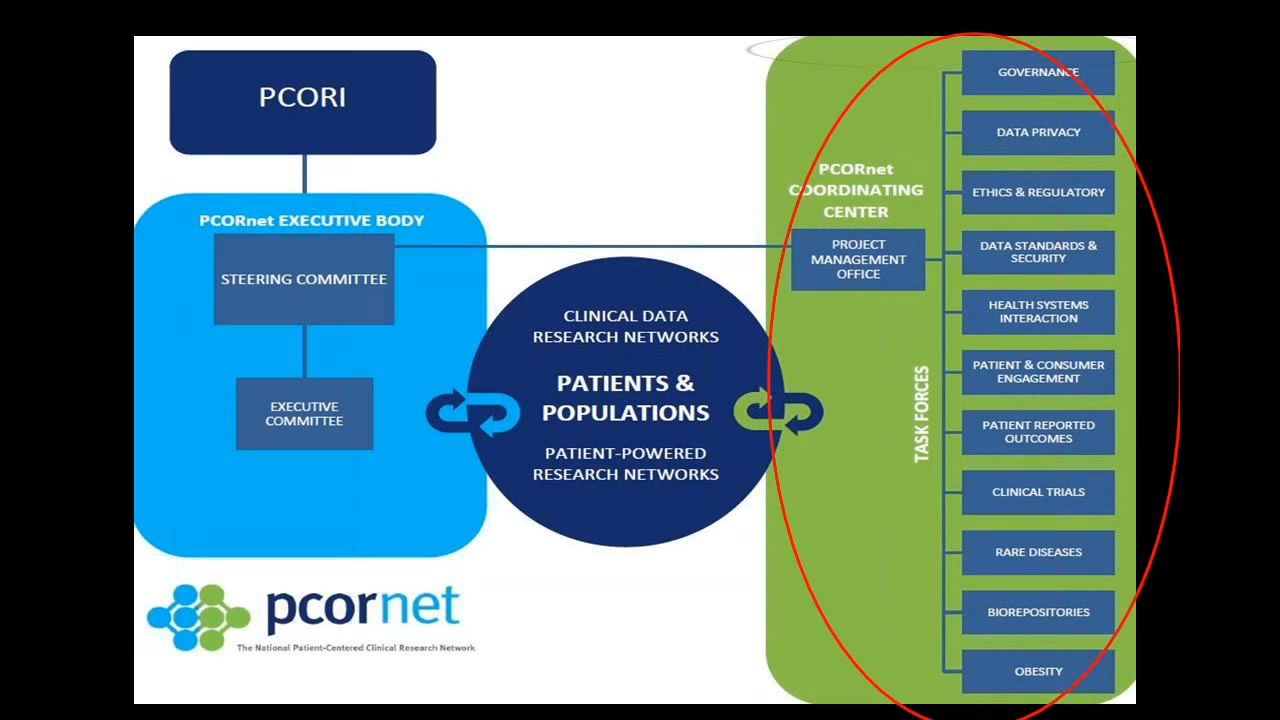 PCORI
PCORnet EXECUTIVE BODY
STEERING COMMITTEE
EXECUTIVE
COMMITTEE
CLINICAL DATA
RESEARCH NETWORKS
PATIENTS &
POPULATIONS
PATIENT-POWERED
RESEARCH NETWORKS
PCORnet
COORDINATING
CENTER
PROJECT
MANAGEMENT
OFFICE
TASK FORCES
GOVERNANCE
DATA PRIVACY
ETHICS & REGULATORY
DATA STANDARDS &
SECURITY
HEALTH SYSTEMS
INTERACTION
PATIENT & CONSUMER
ENGAGEMENT
PATIENT REPORTED
OUTCOMES
CLINICAL TRIALS
RARE DISEASES
BIOREPOSITORIES
OBESITY
pcornet
The National Patient-Centered Clinical Research Network